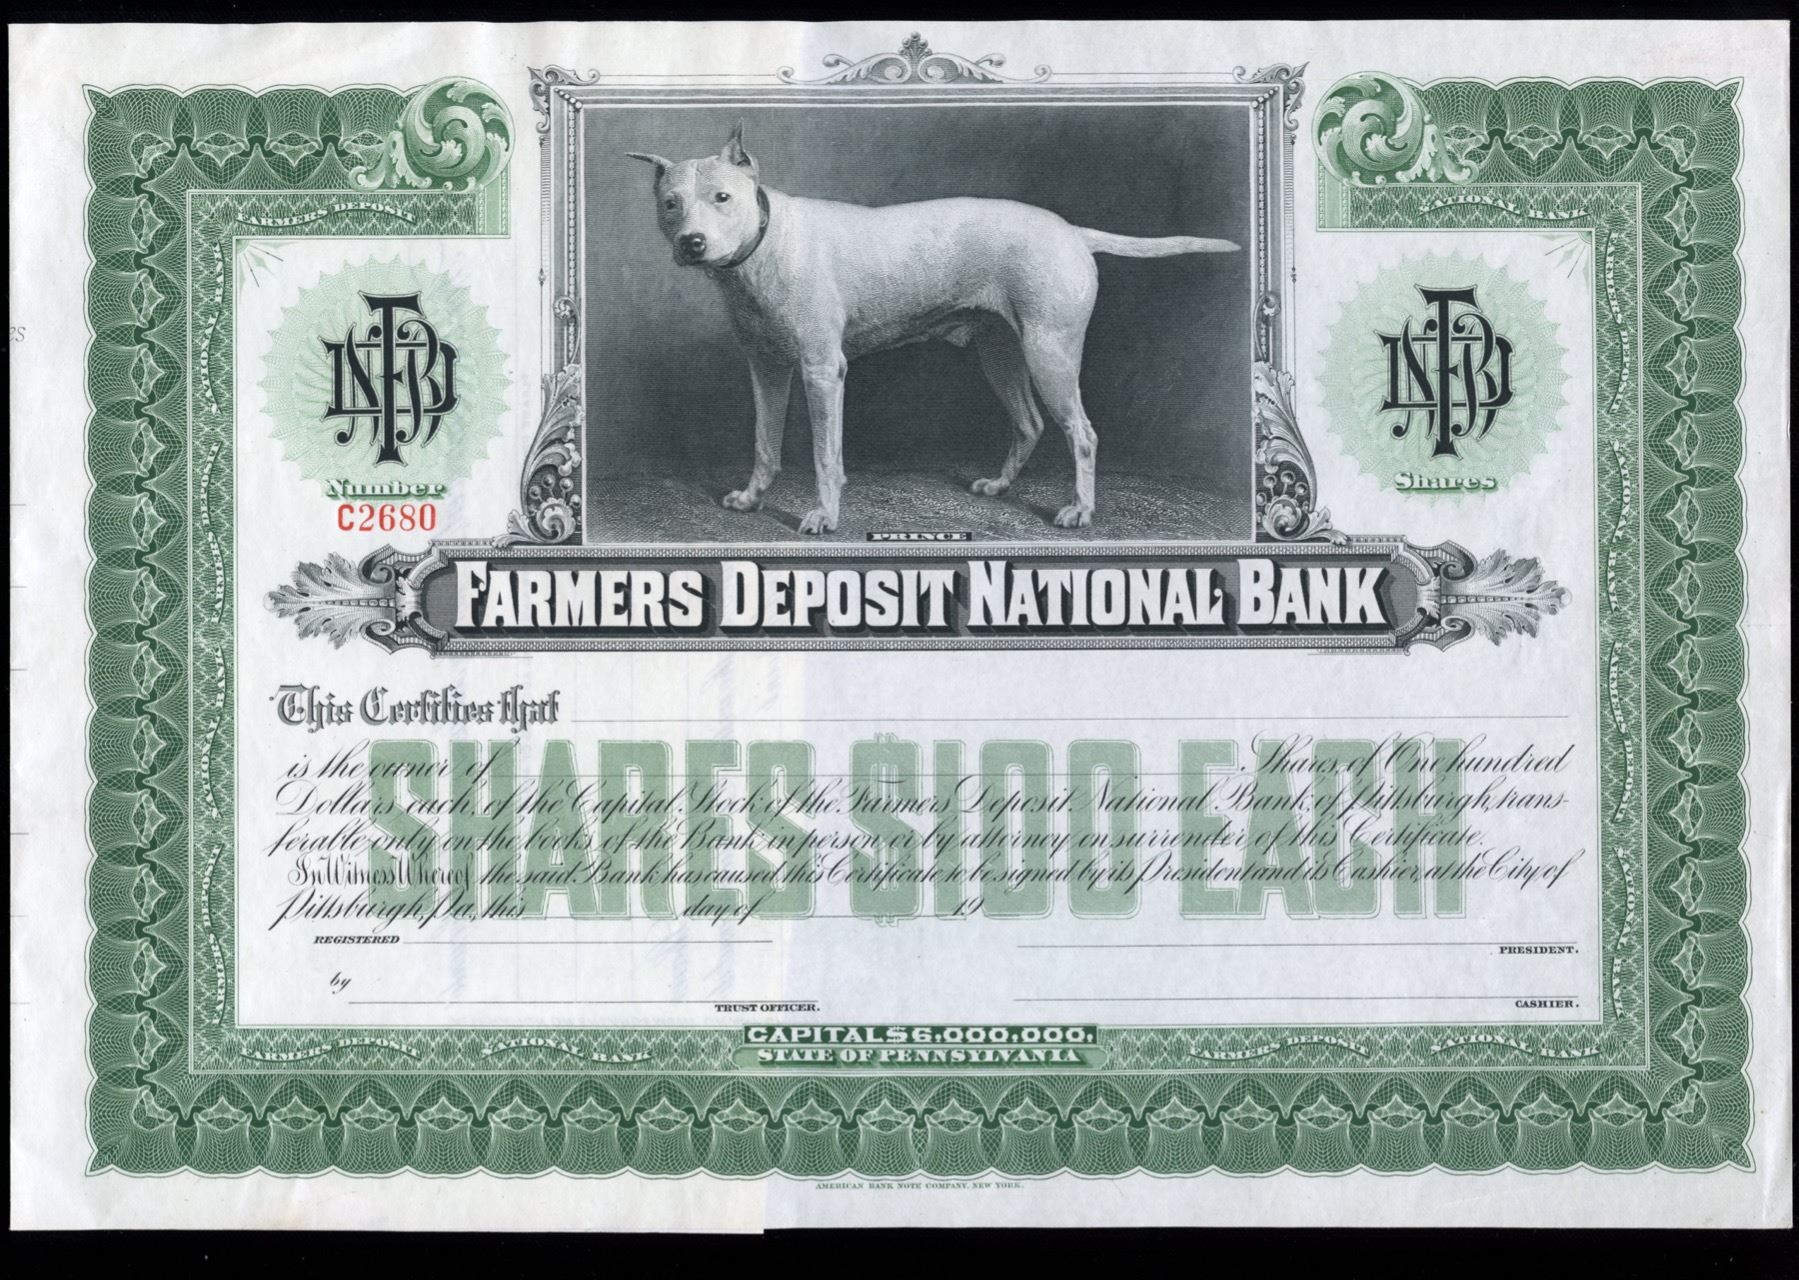 FARMERS DEPOSIT
NATIONAL BANK
FNBD
FNBD
Number
C2680
Shares
PRINCE
FARMERS DEPOSIT NATIONAL BANK
This Certifies that
SHARES $100 EACH
is the owner of Shares, of One hundred
Dollars each, of the Capital Stock of the Farmers Deposit National Bank, of Pittsburgh, trans-
ferable only on the books of the Bank in person or by attorney on surrender of this Certificate.
In Witness Whereof the said Bank has caused this Certificate to be signed by its President and its Cashier, at the City of
Pittsburgh, Pa., this day of 19
REGISTERED
PRESIDENT.
by
TRUST OFFICER.
CASHIER.
CAPITAL $6,000,000,
STATE OF PENNSYLVANIA
FARMERS DEPOSIT NATIONAL BANK
FARMERS DEPOSIT NATIONAL BANK
AMERICAN BANK NOTE COMPANY, NEW YORK.